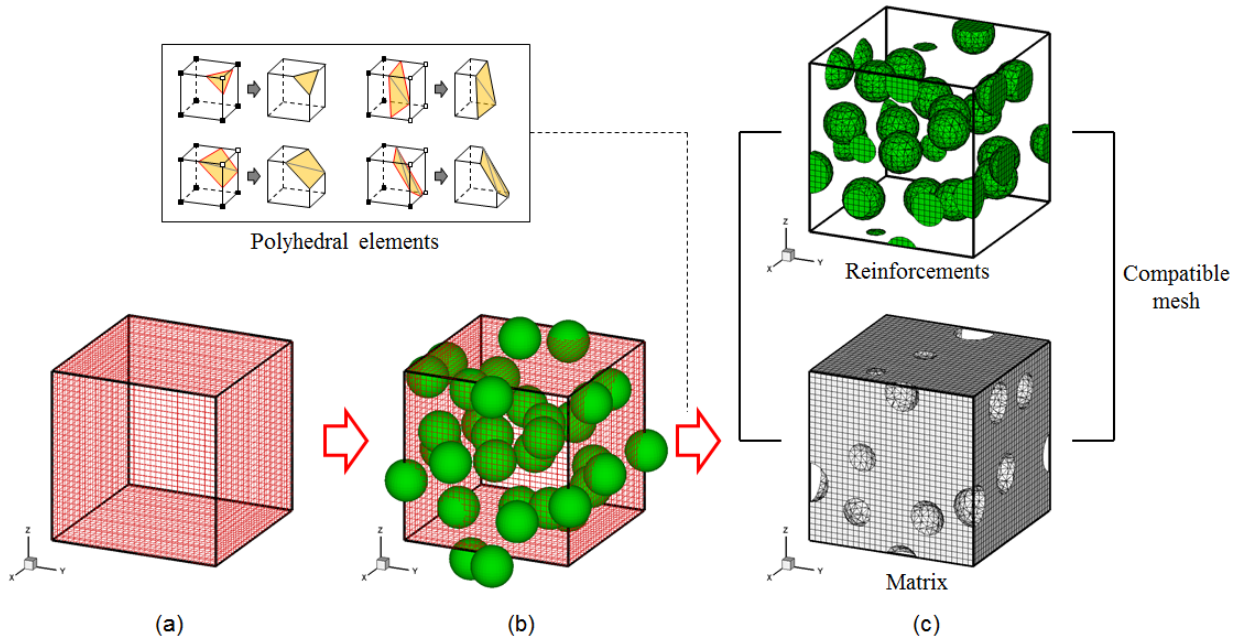 Polyhedral elements
Z
X
Y
Reinforcements
Compatible
mesh
Z
X
Y
Z
X
Y
Z
X
Y
Matrix
(a)
(b)
(c)